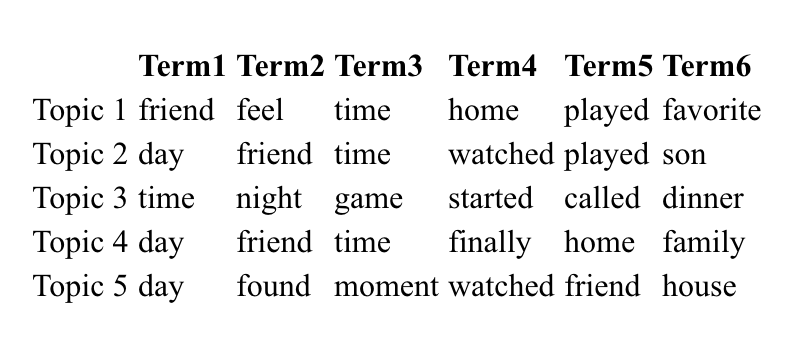 Term1 Term2 Term3 Term4 Term5 Term6
Topic 1 friend feel time home played favorite
Topic 2 day friend time watched played son
Topic 3 time night game started called dinner
Topic 4 day friend time finally home family
Topic 5 day found moment watched friend house